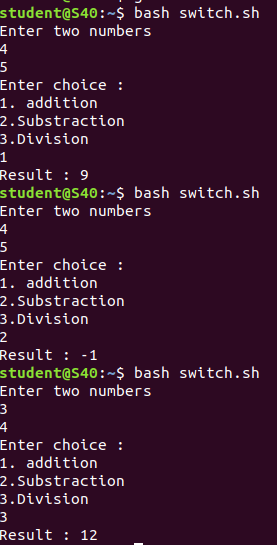 student@S40:~$ bash switch.sh
Enter two numbers
4
5
Enter choice :
1. addition
2.Substraction
3.Division
1
Result : 9
student@S40:~$ bash switch.sh
Enter two numbers
4
5
Enter choice :
1. addition
2.Substraction
3.Division
2
Result : -1
student@S40:~$ bash switch.sh
Enter two numbers
3
4
Enter choice :
1. addition
2.Substraction
3.Division
3
Result : 12